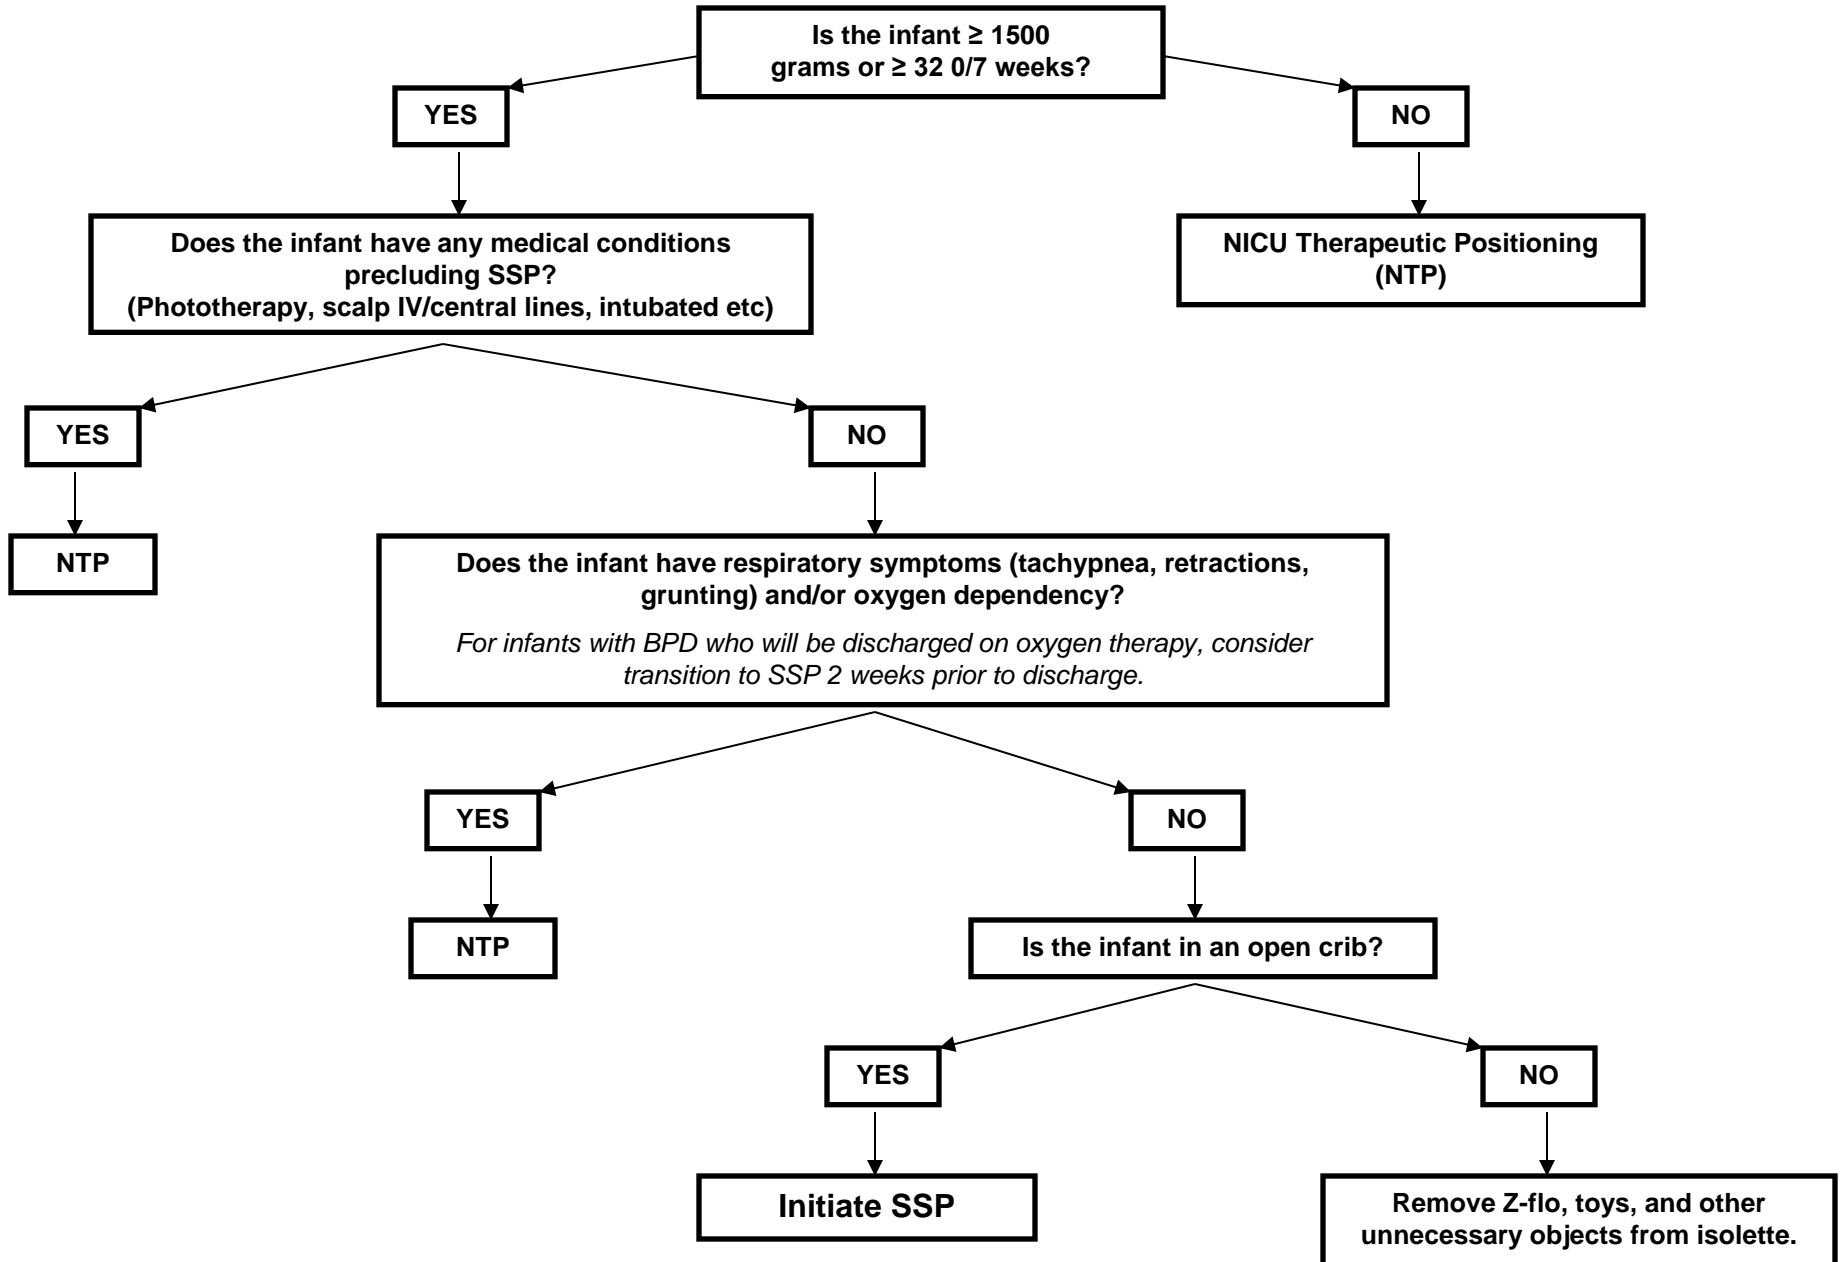 Is the infant ≥ 1500
grams or ≥ 32 0/7 weeks?
YES
NO
Does the infant have any medical conditions
precluding SSP?
(Phototherapy, scalp IV/central lines, intubated etc)
NICU Therapeutic Positioning
(NTP)
YES
NO
NTP
Does the infant have respiratory symptoms (tachypnea, retractions,
grunting) and/or oxygen dependency?
For infants with BPD who will be discharged on oxygen therapy, consider
transition to SSP 2 weeks prior to discharge.
YES
NO
NTP
Is the infant in an open crib?
YES
NO
Initiate SSP
Remove Z-flo, toys, and other
unnecessary objects from isolette.